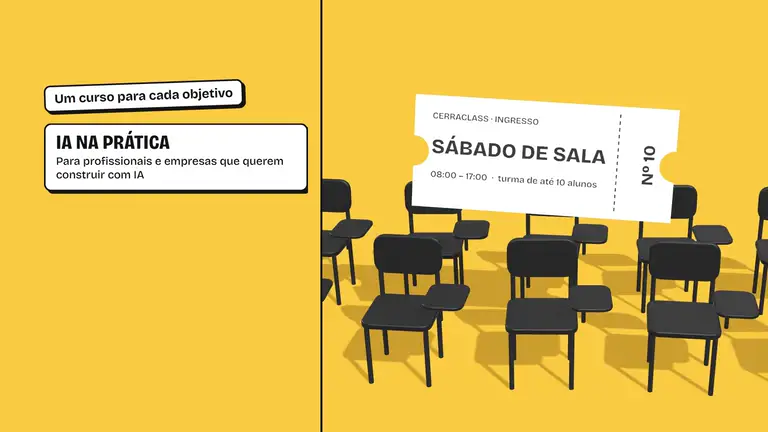 Um curso para cada objetivo
IA NA PRÁTICA
Para profissionais e empresas que querem
construir com IA
CERRACLASS · INGRESSO
SÁBADO DE SALA
08:00 – 17:00 · turma de até 10 alunos
Nº 10